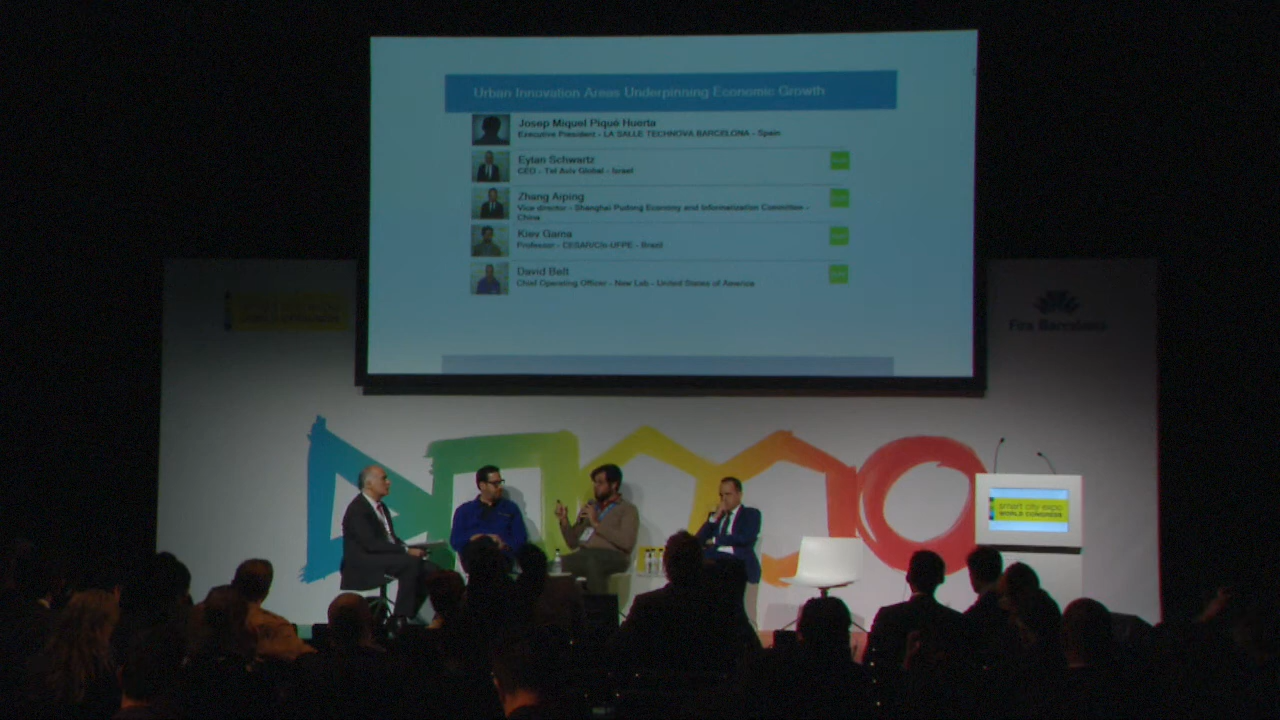 Urban Innovation Areas Underpinning Economic Growth
Josep Miquel Piqué Huerta
Executive President - LA SALLE TECHNOVA BARCELONA - Spain
Eytan Schwartz
CEO - Tel Aviv Global - Israel
Zhang Aiping
Vice director - Shanghai Pudong Economy and Informatization Committee -
China
Kiev Gama
Professor - CESAR/CIn-UFPE - Brazil
David Belt
Chief Operating Officer - New Lab - United States of America
Fira Barcelona
smart city expo
WORLD CONGRESS